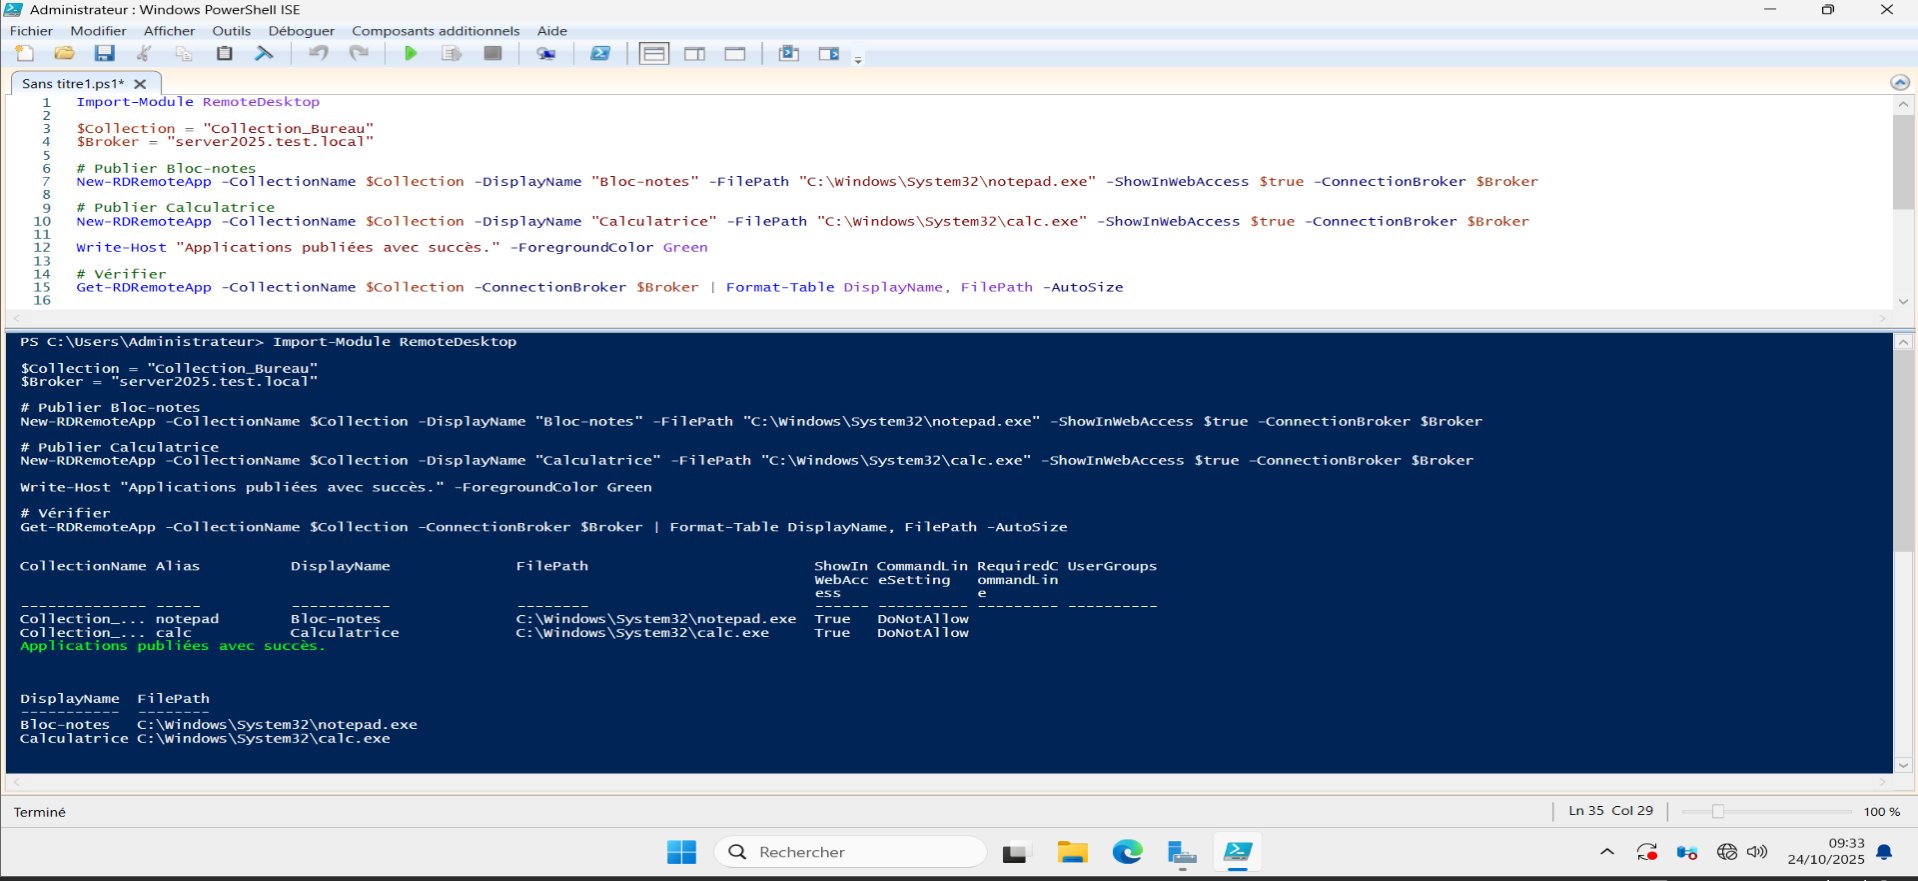 Administrateur : Windows PowerShell ISE
Fichier Modifier Afficher Outils Déboguer Composants additionnels Aide
Sans titre1.ps1*
1 Import-Module RemoteDesktop
2
3 $Collection = "Collection_Bureau"
4 $Broker = "server2025.test.local"
5
6 # Publier Bloc-notes
7 New-RDRemoteApp -CollectionName $Collection -DisplayName "Bloc-notes" -FilePath "C:\Windows\System32\notepad.exe" -ShowInWebAccess $true -ConnectionBroker $Broker
8
9 # Publier Calculatrice
10 New-RDRemoteApp -CollectionName $Collection -DisplayName "Calculatrice" -FilePath "C:\Windows\System32\calc.exe" -ShowInWebAccess $true -ConnectionBroker $Broker
11
12 Write-Host "Applications publiées avec succès." -ForegroundColor Green
13
14 # Vérifier
15 Get-RDRemoteApp -CollectionName $Collection -ConnectionBroker $Broker | Format-Table DisplayName, FilePath -AutoSize
16
PS C:\Users\Administrateur> Import-Module RemoteDesktop
$Collection = "Collection_Bureau"
$Broker = "server2025.test.local"
# Publier Bloc-notes
New-RDRemoteApp -CollectionName $Collection -DisplayName "Bloc-notes" -FilePath "C:\Windows\System32\notepad.exe" -ShowInWebAccess $true -ConnectionBroker $Broker
# Publier Calculatrice
New-RDRemoteApp -CollectionName $Collection -DisplayName "Calculatrice" -FilePath "C:\Windows\System32\calc.exe" -ShowInWebAccess $true -ConnectionBroker $Broker
Write-Host "Applications publiées avec succès." -ForegroundColor Green
# Vérifier
Get-RDRemoteApp -CollectionName $Collection -ConnectionBroker $Broker | Format-Table DisplayName, FilePath -AutoSize
CollectionName Alias DisplayName FilePath ShowIn CommandLin RequiredC UserGroups
WebAcc eSetting ommandLin
ess e
-------------- ----- ----------- -------- ------ ---------- --------- ----------
Collection_... notepad Bloc-notes C:\Windows\System32\notepad.exe True DoNotAllow
Collection_... calc Calculatrice C:\Windows\System32\calc.exe True DoNotAllow
Applications publiées avec succès.
DisplayName FilePath
----------- --------
Bloc-notes C:\Windows\System32\notepad.exe
Calculatrice C:\Windows\System32\calc.exe
Terminé
Ln 35 Col 29
100 %
Rechercher
09:33
24/10/2025